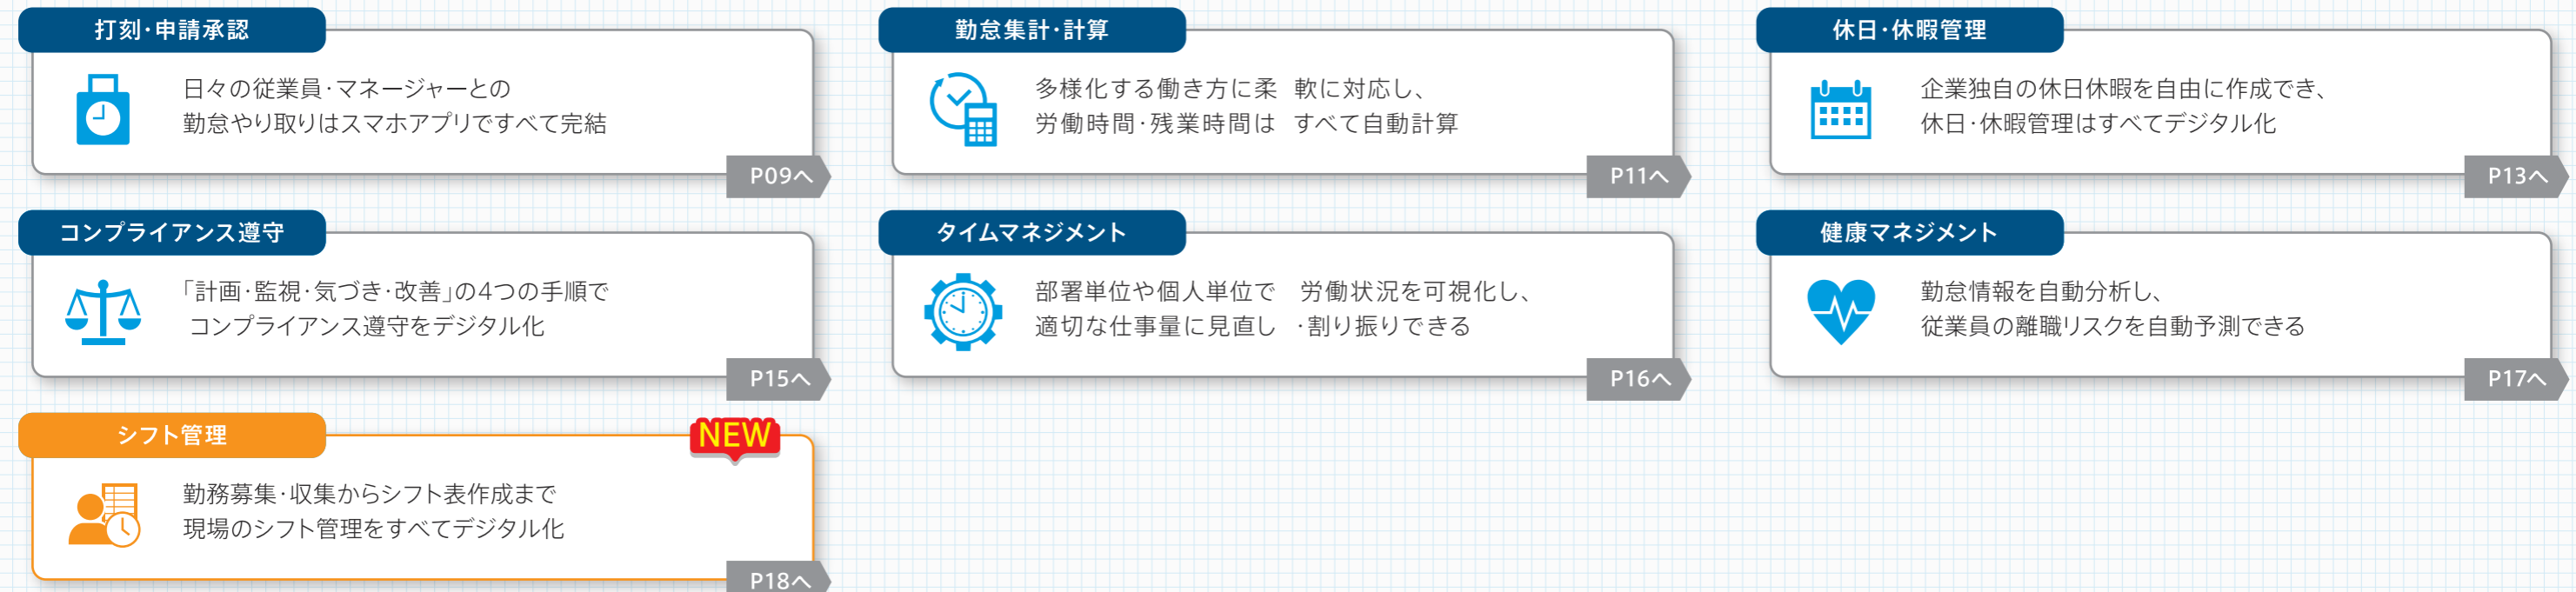 打刻・申請承認
日々の従業員・マネージャーとの
勤怠やり取りはスマホアプリですべて完結
P09へ
勤怠集計・計算
多様化する働き方に柔 軟に対応し、
労働時間・残業時間は すべて自動計算
P11へ
休日・休暇管理
企業独自の休日休暇を自由に作成でき、
休日・休暇管理はすべてデジタル化
P13へ
コンプライアンス遵守
「計画・監視・気づき・改善」の4つの手順で
コンプライアンス遵守をデジタル化
P15へ
タイムマネジメント
部署単位や個人単位で 労働状況を可視化し、
適切な仕事量に見直し ・割り振りできる
P16へ
健康マネジメント
勤怠情報を自動分析し、
従業員の離職リスクを自動予測できる
P17へ
シフト管理
NEW
勤務募集・収集からシフト表作成まで
現場のシフト管理をすべてデジタル化
P18へ